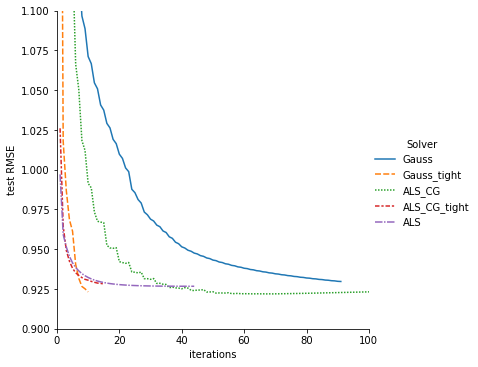 1.100
1.075
1.050
1.025
1.000
0.975
0.950
0.925
0.900
test RMSE
0
20
40
60
80
100
iterations
Solver
Gauss
Gauss_tight
ALS_CG
ALS_CG_tight
ALS